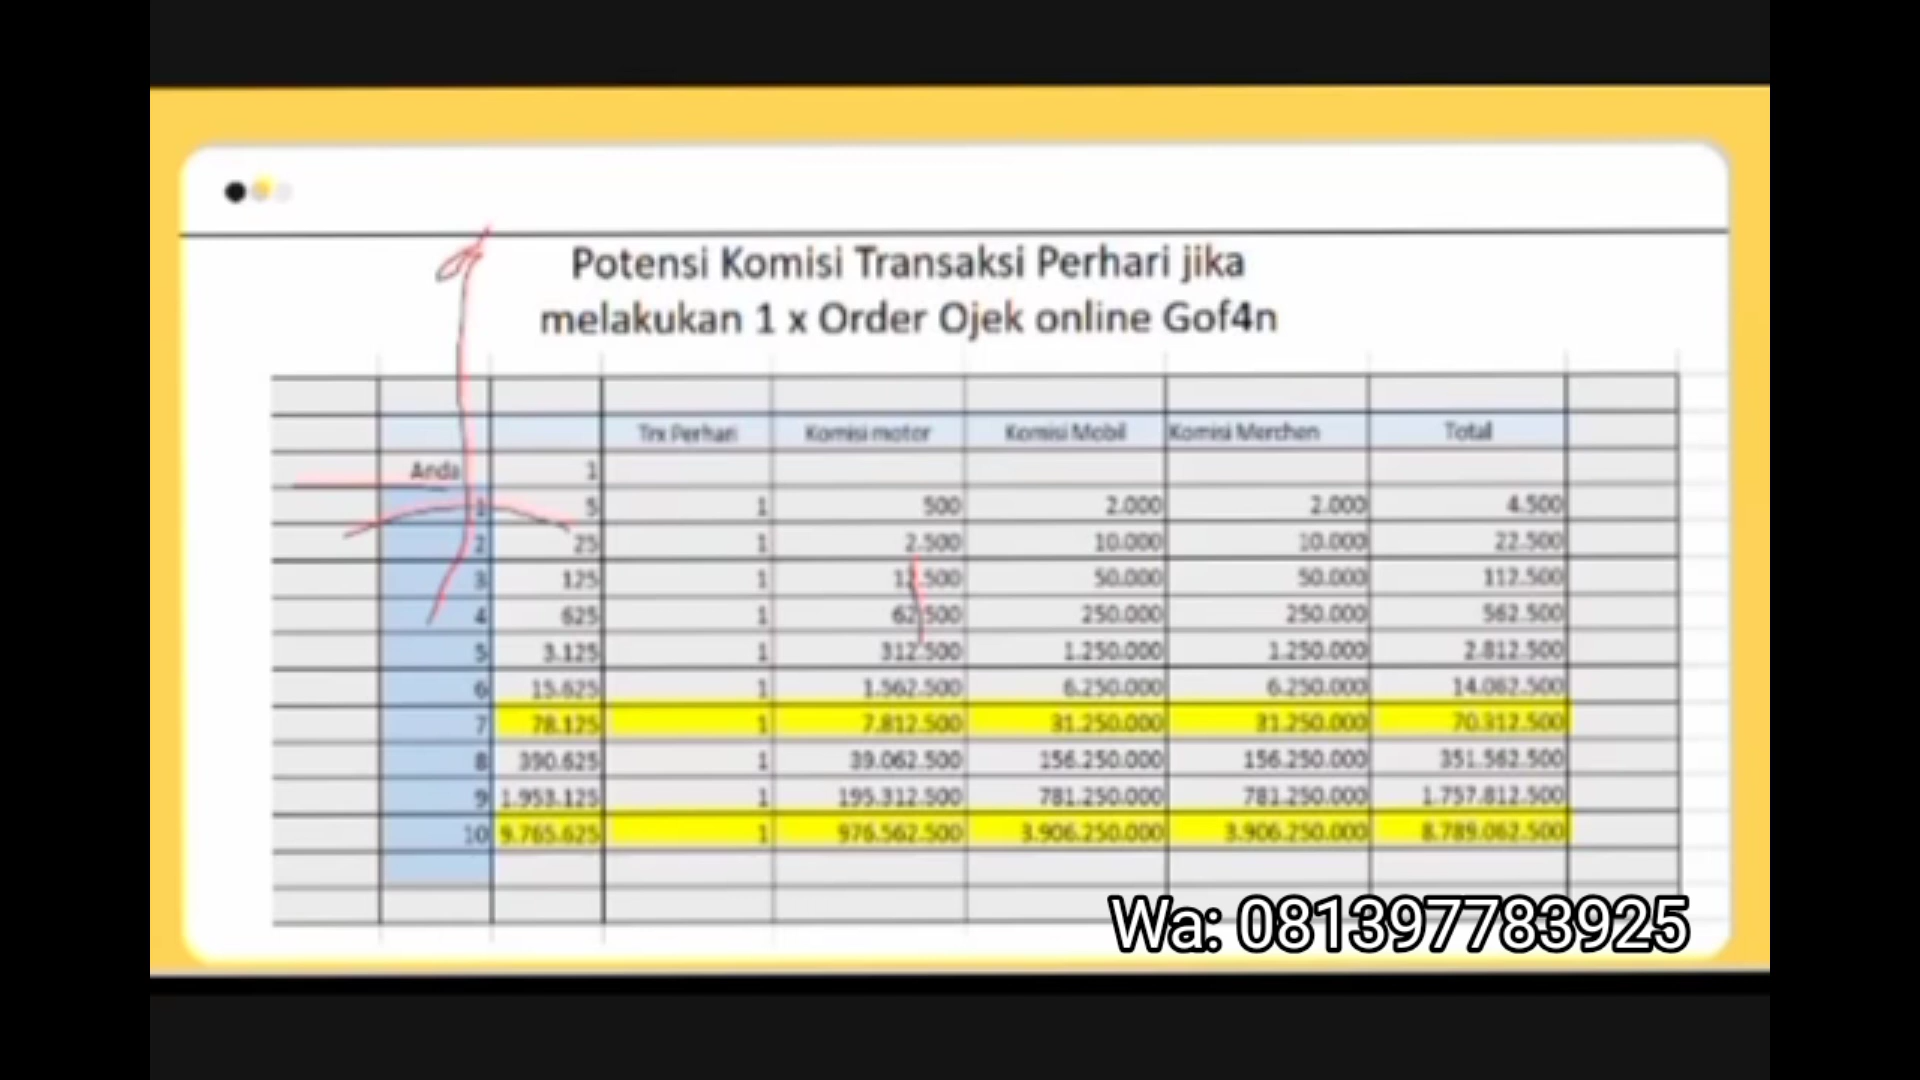 Potensi Komisi Transaksi Perhari jika
melakukan 1 x Order Ojek online Gof4n
Trx Perhari Komisi motor Komisi Mobil Komisi Merchen Total
Anda 1
1 5 1 500 2.000 2.000 4.500
2 25 1 2.500 10.000 10.000 22.500
3 125 1 12.500 50.000 50.000 112.500
4 625 1 62.500 250.000 250.000 562.500
5 3.125 1 312.500 1.250.000 1.250.000 2.812.500
6 15.625 1 1.562.500 6.250.000 6.250.000 14.062.500
7 78.125 1 7.812.500 31.250.000 31.250.000 70.312.500
8 390.625 1 39.062.500 156.250.000 156.250.000 351.562.500
9 1.953.125 1 195.312.500 781.250.000 781.250.000 1.757.812.500
10 9.765.625 1 976.562.500 3.906.250.000 3.906.250.000 8.789.062.500
Wa: 081397783925